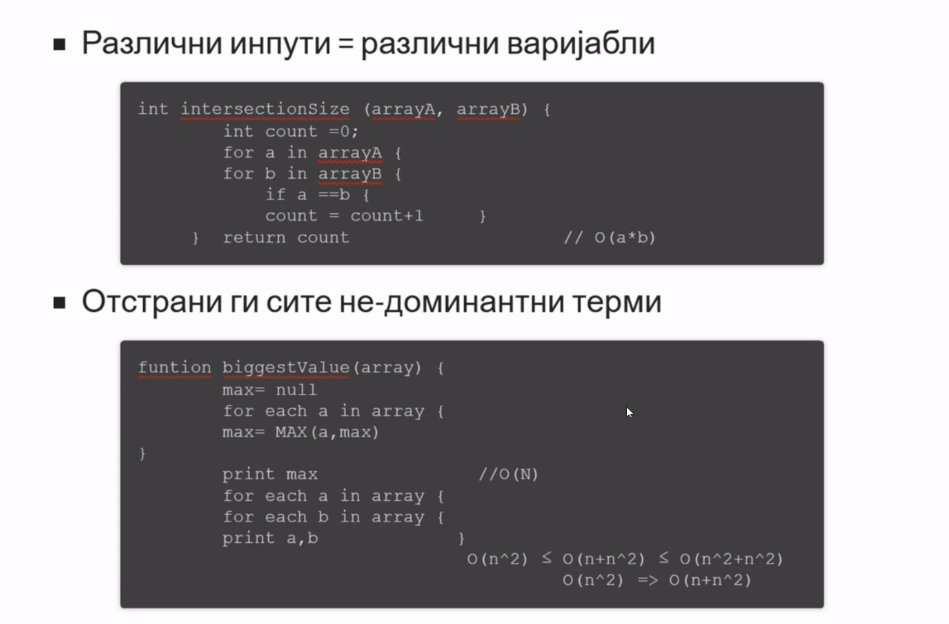 Различни инпути = различни варијабли
int intersectionSize (arrayA, arrayB) {
int count =0;
for a in arrayA {
for b in arrayB {
if a ==b {
count = count+1 }
} return count // O(a*b)
Отстрани ги сите не-доминантни терми
funtion biggestValue(array) {
max= null
for each a in array {
max= MAX(a,max)
}
print max //O(N)
for each a in array {
for each b in array {
print a,b }
O(n^2) ≤ O(n+n^2) ≤ O(n^2+n^2)
O(n^2) => O(n+n^2)